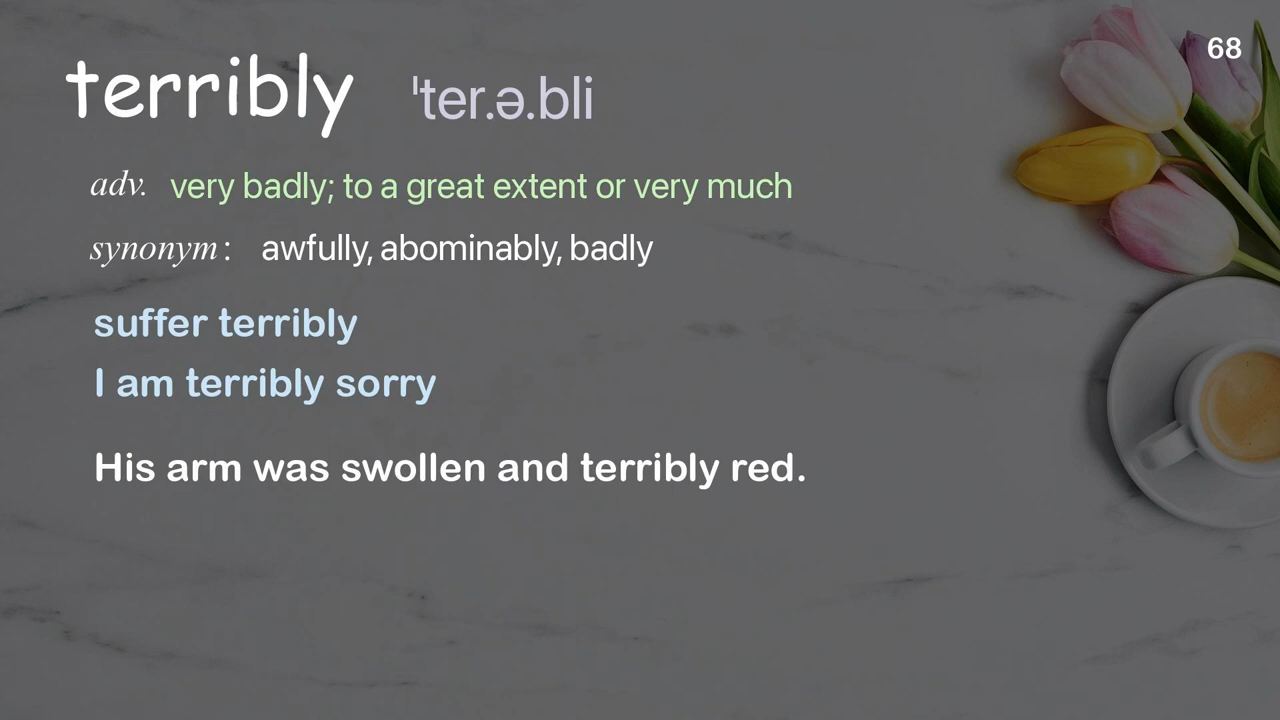 68
terribly ˈter.ə.bli
adv. very badly; to a great extent or very much
synonym: awfully, abominably, badly
suffer terribly
I am terribly sorry
His arm was swollen and terribly red.